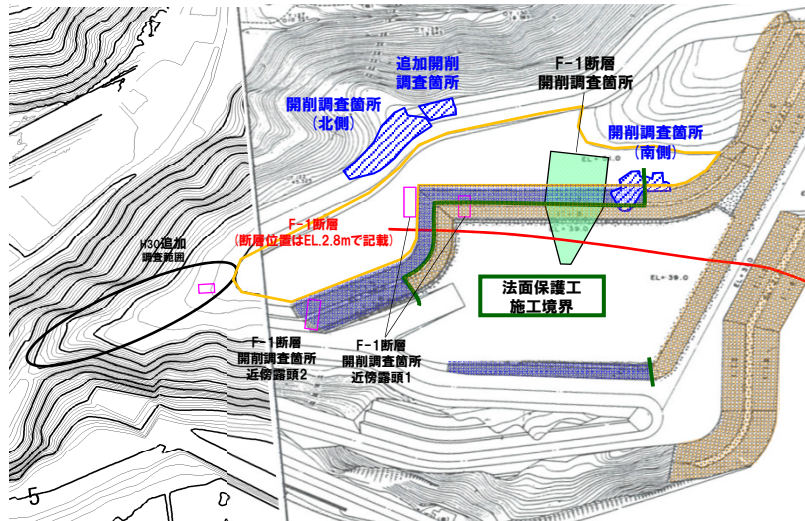 追加開削
調査箇所
F-1断層
開削調査箇所
開削調査箇所
(北側)
開削調査箇所
(南側)
F-1断層
(断層位置はEL.2.8mで記載)
H30追加
調査範囲
法面保護工
施工境界
EL+39.0
F-1断層
開削調査箇所
近傍露頭2
F-1断層
開削調査箇所
近傍露頭1
5